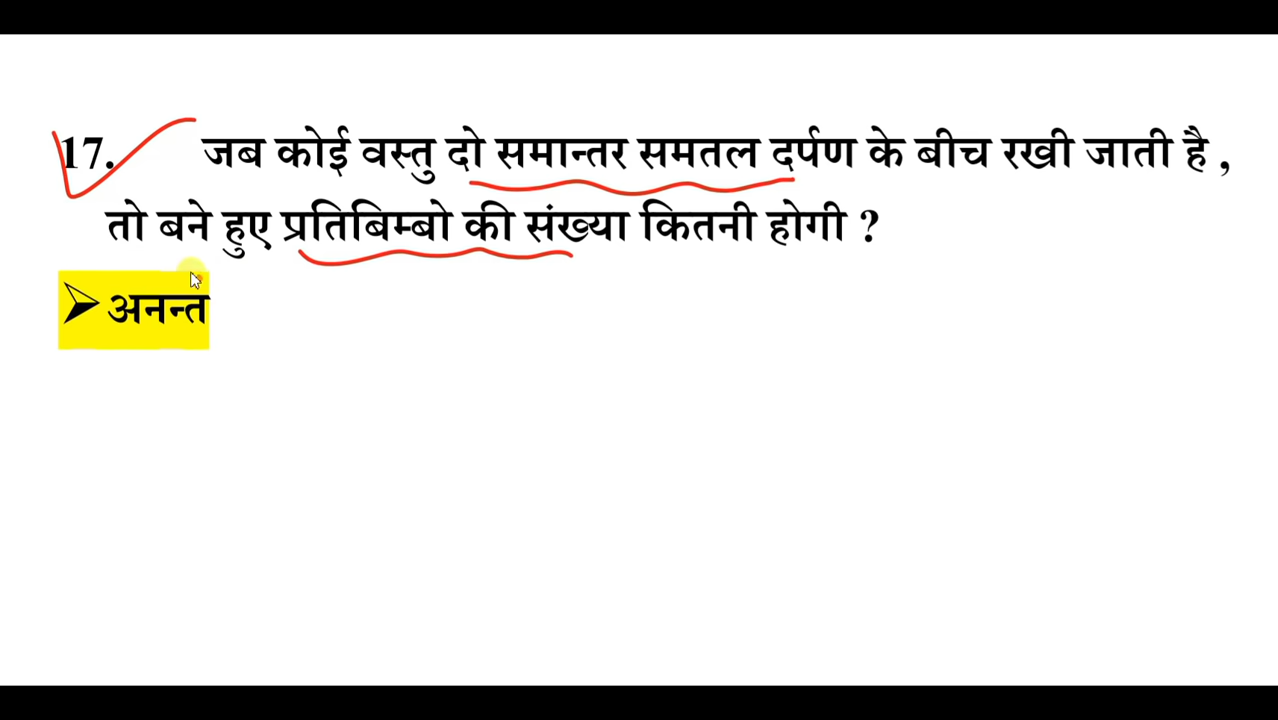 17. जब कोई वस्तु दो समान्तर समतल दर्पण के बीच रखी जाती है ,
तो बने हुए प्रतिबिम्बो की संख्या कितनी होगी ?
➢ अनन्त